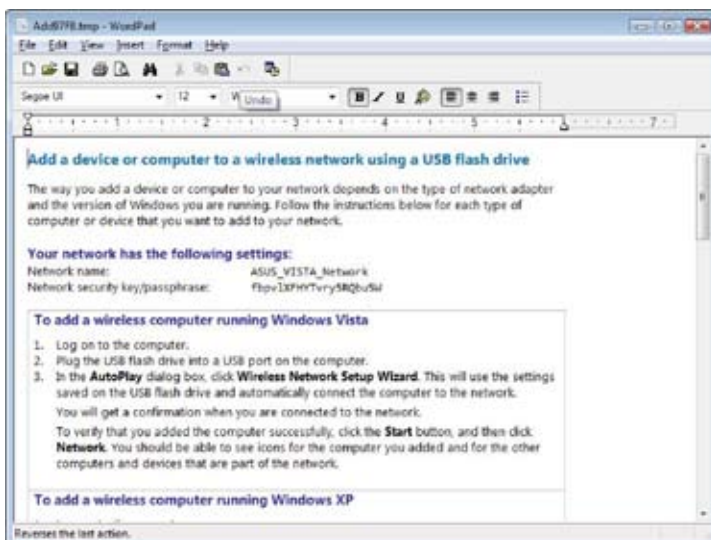 Add87F8.tmp - WordPad
File Edit View Insert Format Help
Segoe UI 12 W Undo
1 2 3 4 5 7
Add a device or computer to a wireless network using a USB flash drive
The way you add a device or computer to your network depends on the type of network adapter
and the version of Windows you are running. Follow the instructions below for each type of
computer or device that you want to add to your network.
Your network has the following settings:
Network name: ASUS_VISTA_Network
Network security key/passphrase:
To add a wireless computer running Windows Vista
1. Log on to the computer.
2. Plug the USB flash drive into a USB port on the computer.
3. In the AutoPlay dialog box, click Wireless Network Setup Wizard. This will use the settings
saved on the USB flash drive and automatically connect the computer to the network.
You will get a confirmation when you are connected to the network.
To verify that you added the computer successfully, click the Start button, and then click
Network. You should be able to see icons for the computer you added and for the other
computers and devices that are part of the network.
To add a wireless computer running Windows XP
Reverses the last action.